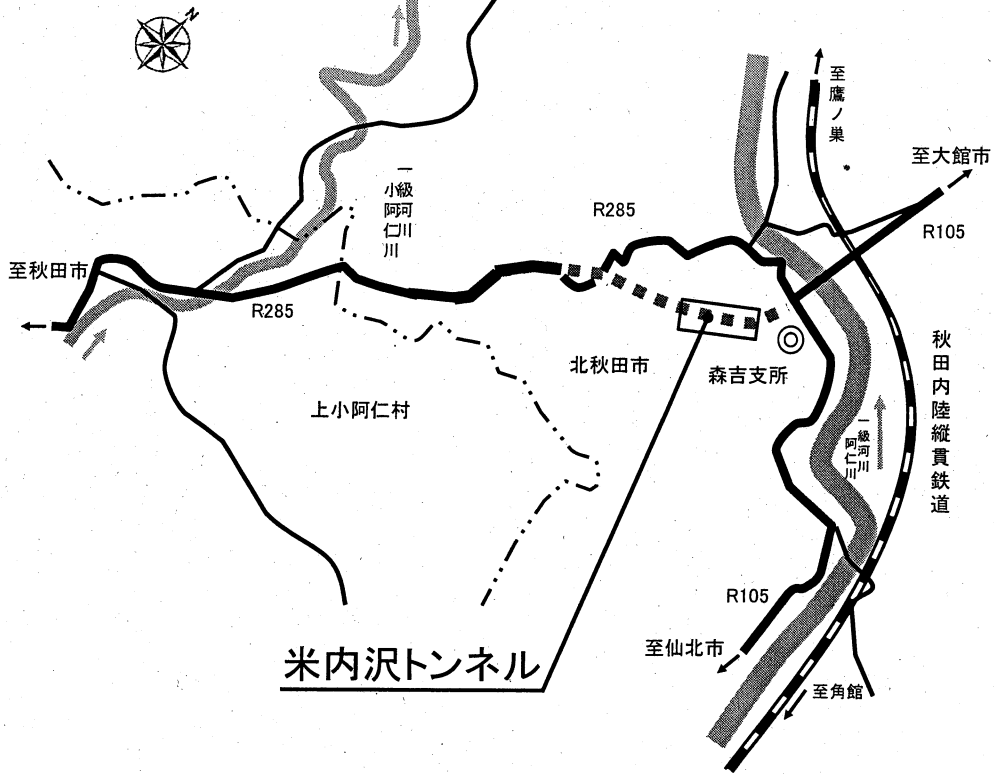 N
至鷹ノ巣
至大館市
R105
一級河川
小阿仁川
R285
至秋田市
R285
北秋田市
森吉支所
上小阿仁村
秋田内陸縦貫鉄道
一級河川
阿仁川
R105
至仙北市
米内沢トンネル
至角館